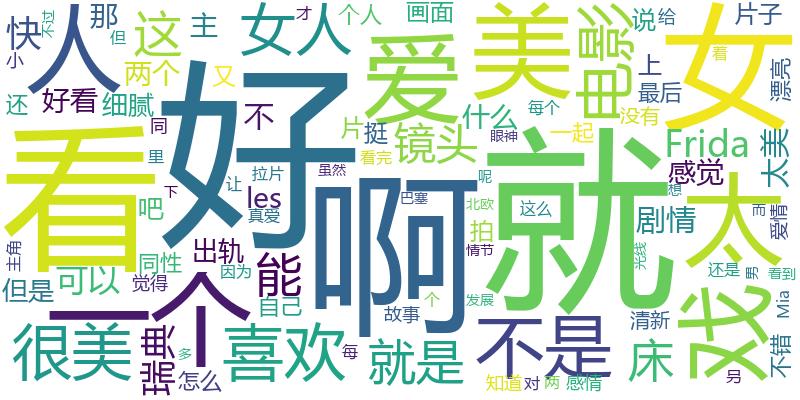 快
人
那
这
主
女人
才
个人
画面
爱
美
电影
说
给
女
片子
着
不过
但
小
还
好看
两个
细腻
又
不
同
片
挺
什么
镜头
每个
眼神
一起
上
最后
没有
漂亮
太美
Frida
感觉
看
好
啊
就
太
里
下
吧
拉片
让
les
真爱
虽然
看完
巴塞
呢
北欧
拍
这么
情节
剧情
想
爱情
主角
但是
可以
同性
觉得
出轨
因为
能
自己
一个
故事
个
发展
光线
还是
男
看到
Mia
很美
瑞典
多
怎么
喜欢
每
就是
不是
知道
对
两
感情
床
清新
戏
另
不错